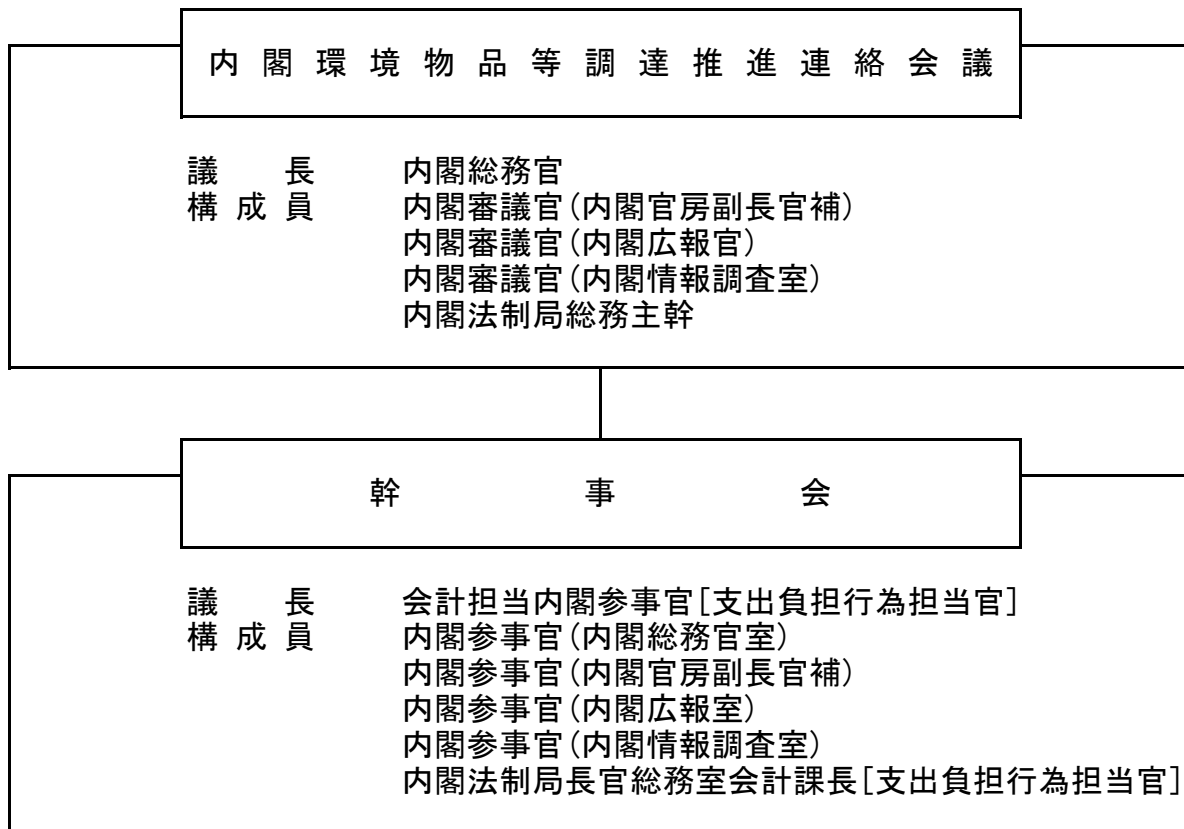 内閣環境物品等調達推進連絡会議
議長 内閣総務官
構成員 内閣審議官(内閣官房副長官補)
内閣審議官(内閣広報官)
内閣審議官(内閣情報調査室)
内閣法制局総務主幹
幹事会
議長 会計担当内閣参事官[支出負担行為担当官]
構成員 内閣参事官(内閣総務官室)
内閣参事官(内閣官房副長官補)
内閣参事官(内閣広報室)
内閣参事官(内閣情報調査室)
内閣法制局長官総務室会計課長[支出負担行為担当官]